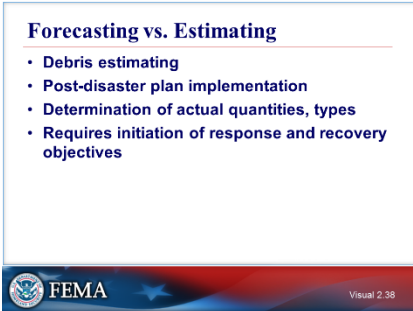 Forecasting vs. Estimating
• Debris estimating
• Post-disaster plan implementation
• Determination of actual quantities, types
• Requires initiation of response and recovery
objectives
FEMA
Visual 2.38